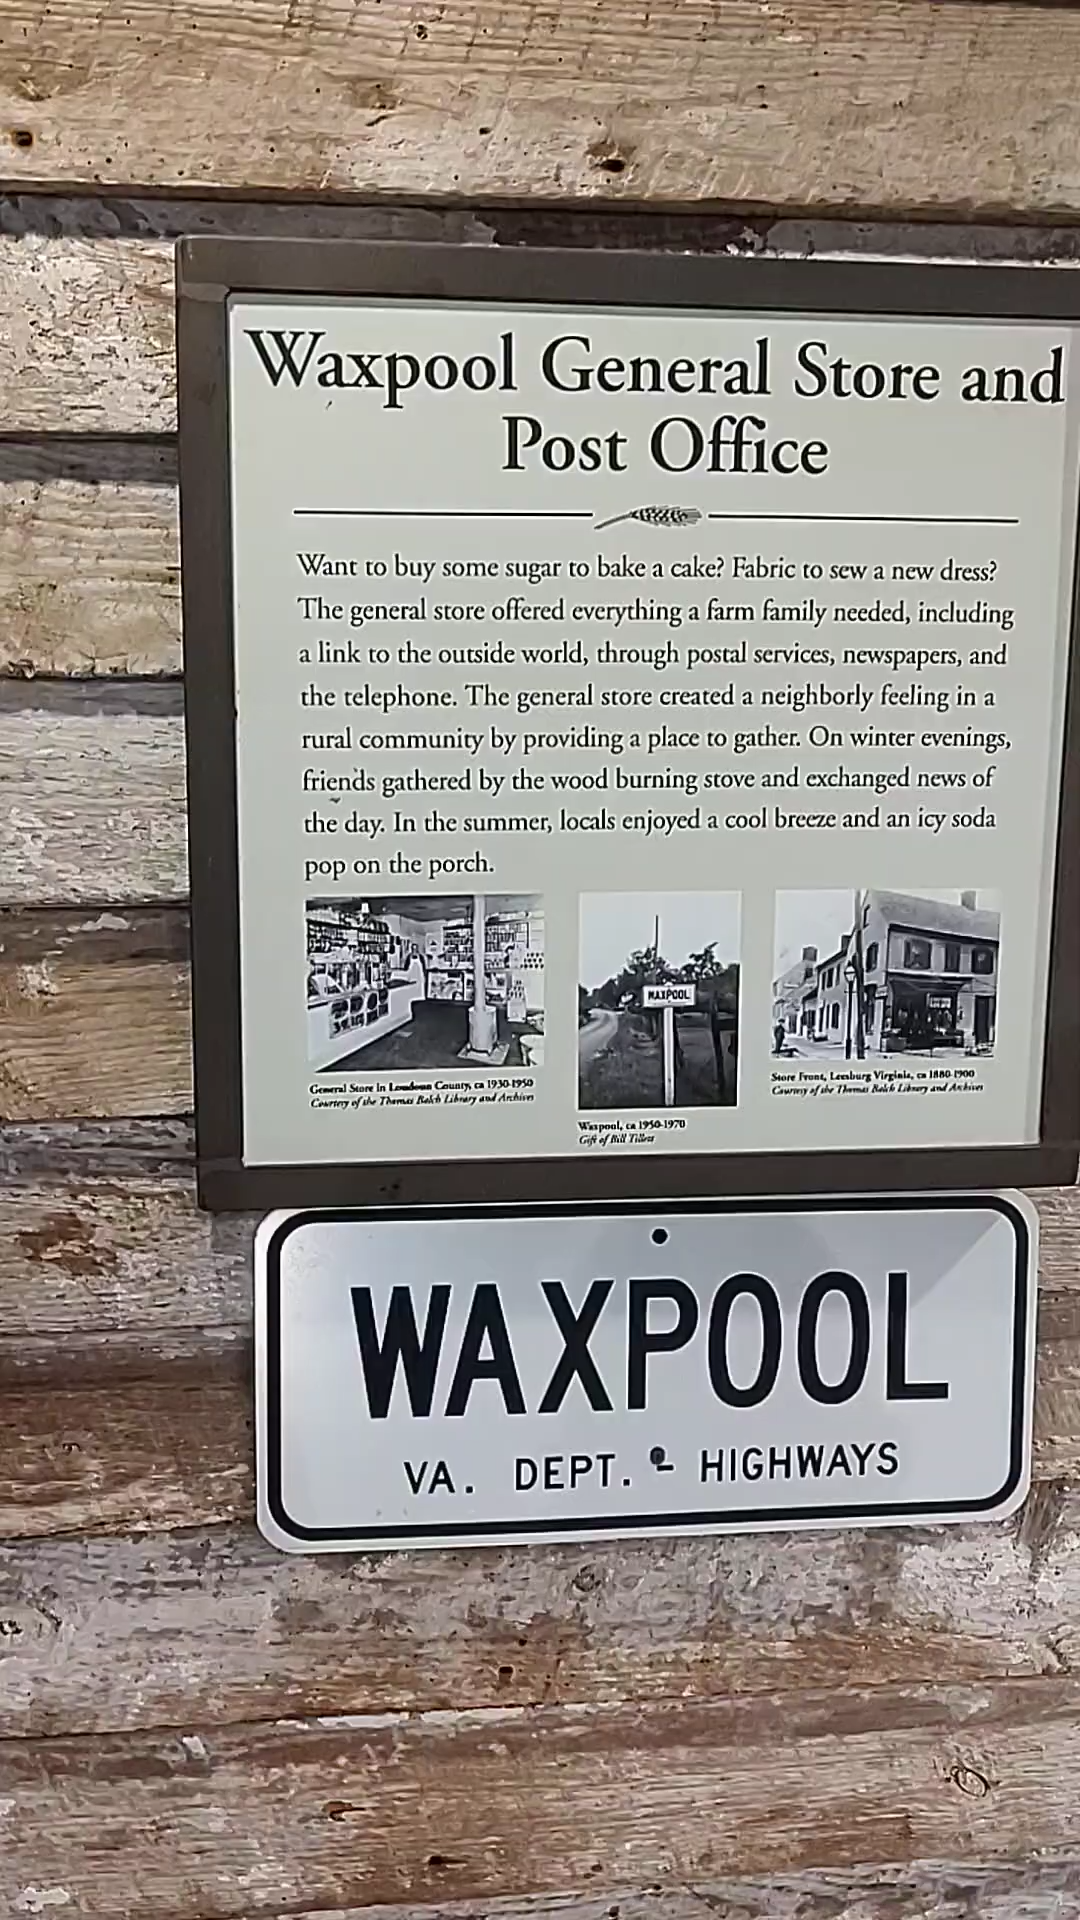 Waxpool General Store and
Post Office
Want to buy some sugar to bake a cake? Fabric to sew a new dress?
The general store offered everything a farm family needed, including
a link to the outside world, through postal services, newspapers, and
the telephone. The general store created a neighborly feeling in a
rural community by providing a place to gather. On winter evenings,
friends gathered by the wood burning stove and exchanged news of
the day. In the summer, locals enjoyed a cool breeze and an icy soda
pop on the porch.
WAXPOOL
General Store in Loudoun County, ca 1930-1950
Courtesy of the Thomas Balch Library and Archives
Waxpool, ca 1950-1970
Gift of Bill Tillett
Store Front, Leesburg Virginia, ca 1880-1900
Courtesy of the Thomas Balch Library and Archives
WAXPOOL
VA. DEPT. HIGHWAYS